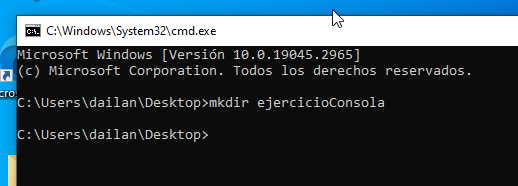 C:\Windows\System32\cmd.exe
Microsoft Windows [Versión 10.0.19045.2965]
(c) Microsoft Corporation. Todos los derechos reservados.
C:\Users\dailan\Desktop>mkdir ejercicioConsola
C:\Users\dailan\Desktop>